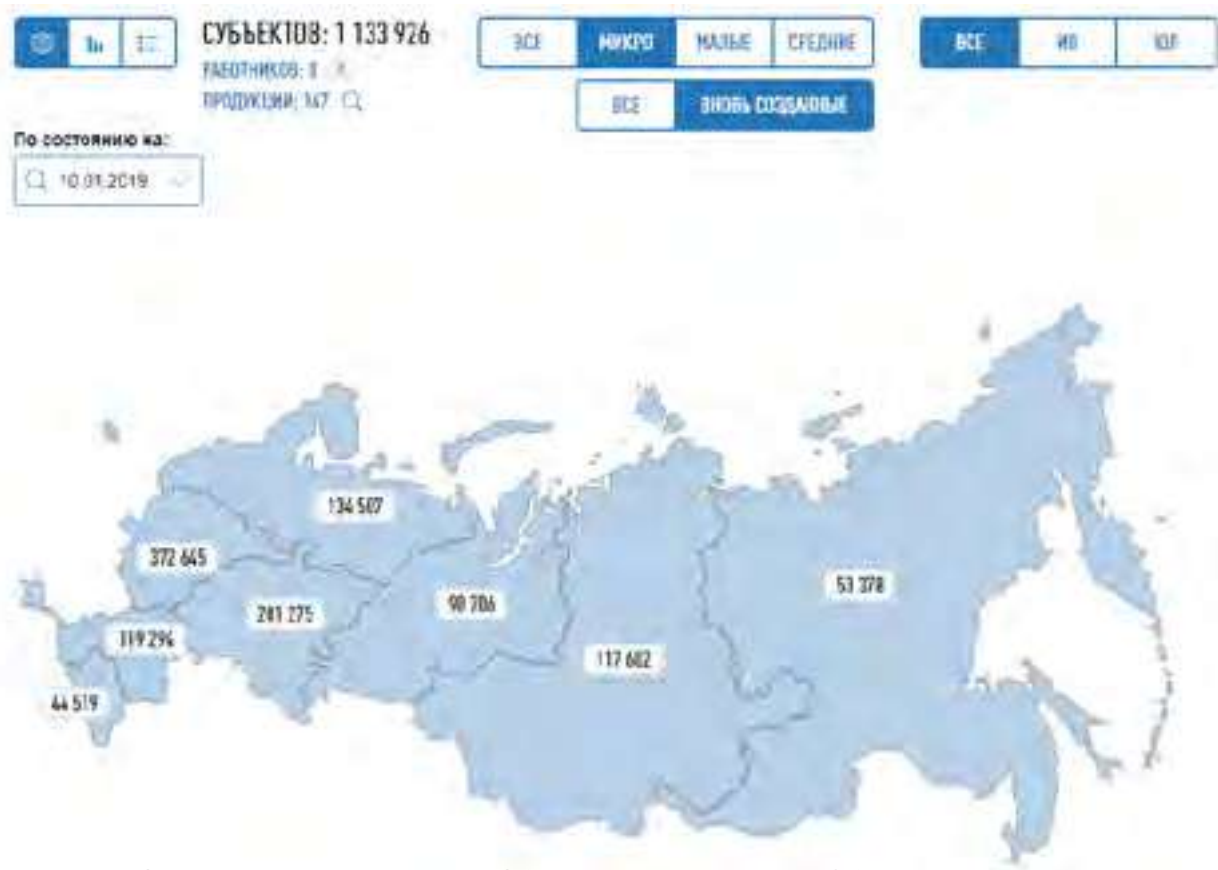 СУБЪЕКТОВ: 1 133 926
РАБОТНИКОВ: 0
ПРОДУКЦИИ: 147
ВСЕ МИКРО МАЛЫЕ СРЕДНИЕ
ВСЕ ИП ЮЛ
ВСЕ ВНОВЬ СОЗДАННЫЕ
По состоянию на:
10.01.2019
134 507
372 645
53 378
90 706
201 275
119 294
117 602
44 519